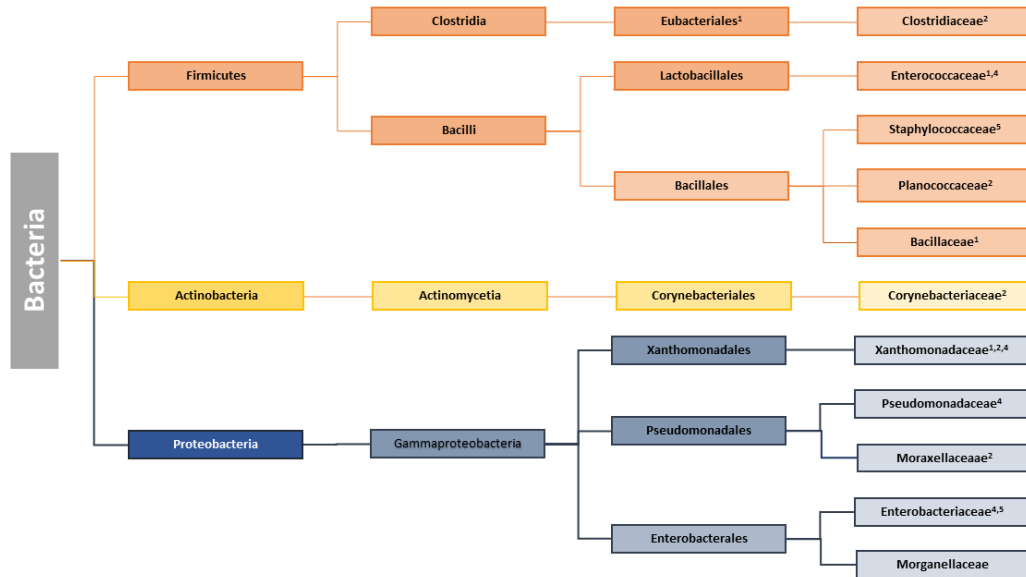 Bacteria
Clostridia
Eubacteriales¹
Clostridiaceae²
Firmicutes
Lactobacillales
Enterococcaceae¹,⁴
Bacilli
Staphylococcaceae⁵
Bacillales
Planococcaceae²
Bacillaceae¹
Actinobacteria
Actinomycetia
Corynebacteriales
Corynebacteriaceae²
Xanthomonadales
Xanthomonadaceae¹,²,⁴
Pseudomonadaceae⁴
Proteobacteria
Gammaproteobacteria
Pseudomonadales
Moraxellaceaae²
Enterobacteriaceae⁴,⁵
Enterobacterales
Morganellaceae